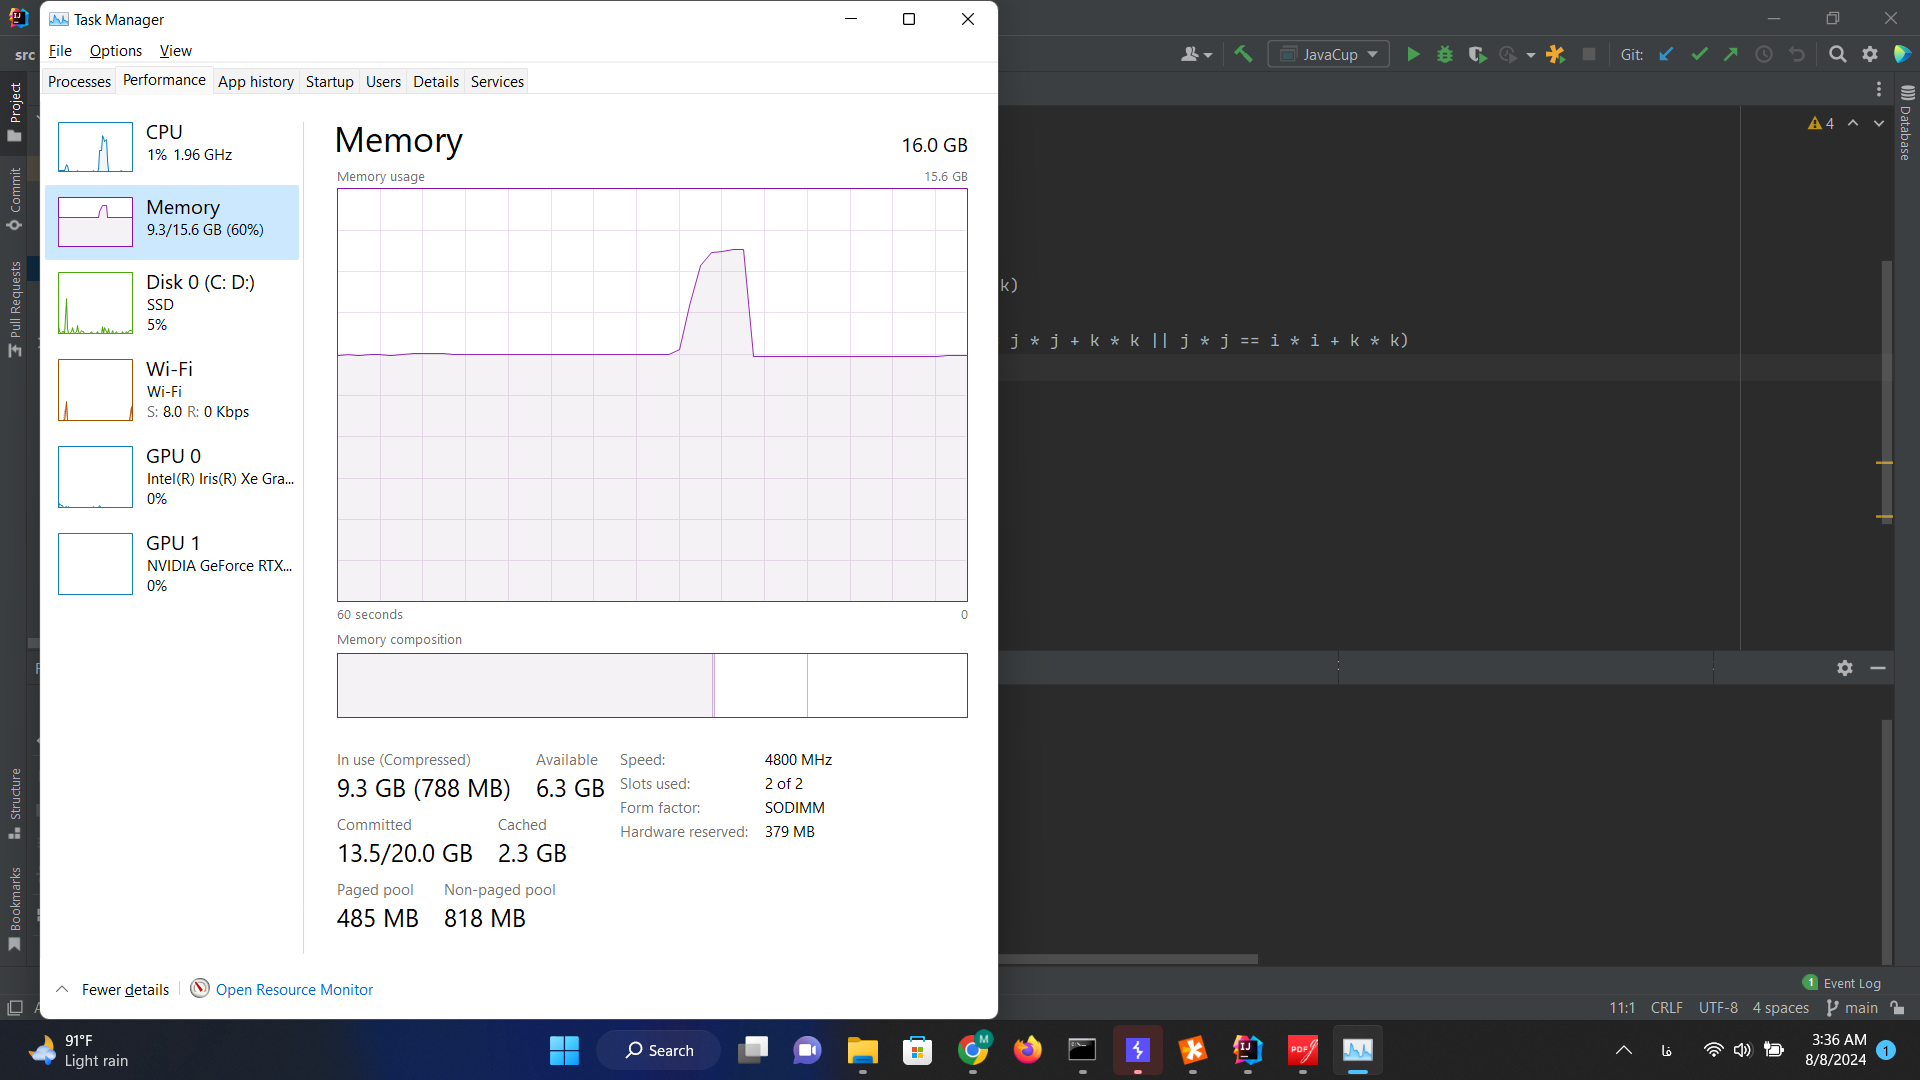 Task Manager
File Options View
Processes Performance App history Startup Users Details Services
CPU
1% 1.96 GHz
Memory
9.3/15.6 GB (60%)
Disk 0 (C: D:)
SSD
5%
Wi-Fi
Wi-Fi
S: 8.0 R: 0 Kbps
GPU 0
Intel(R) Iris(R) Xe Gra...
0%
GPU 1
NVIDIA GeForce RTX...
0%
Memory 16.0 GB
Memory usage 15.6 GB
60 seconds 0
Memory composition
In use (Compressed) Available
9.3 GB (788 MB) 6.3 GB
Committed Cached
13.5/20.0 GB 2.3 GB
Paged pool Non-paged pool
485 MB 818 MB
Speed: 4800 MHz
Slots used: 2 of 2
Form factor: SODIMM
Hardware reserved: 379 MB
Fewer details Open Resource Monitor
src
Project
Commit
Pull Requests
Structure
Bookmarks
JavaCup
Git:
4
Database
k)
j * j + k * k || j * j == i * i + k * k)
1 Event Log
11:1 CRLF UTF-8 4 spaces main
91°F
Light rain
Search
M
PDF
فا
3:36 AM
8/8/2024
1